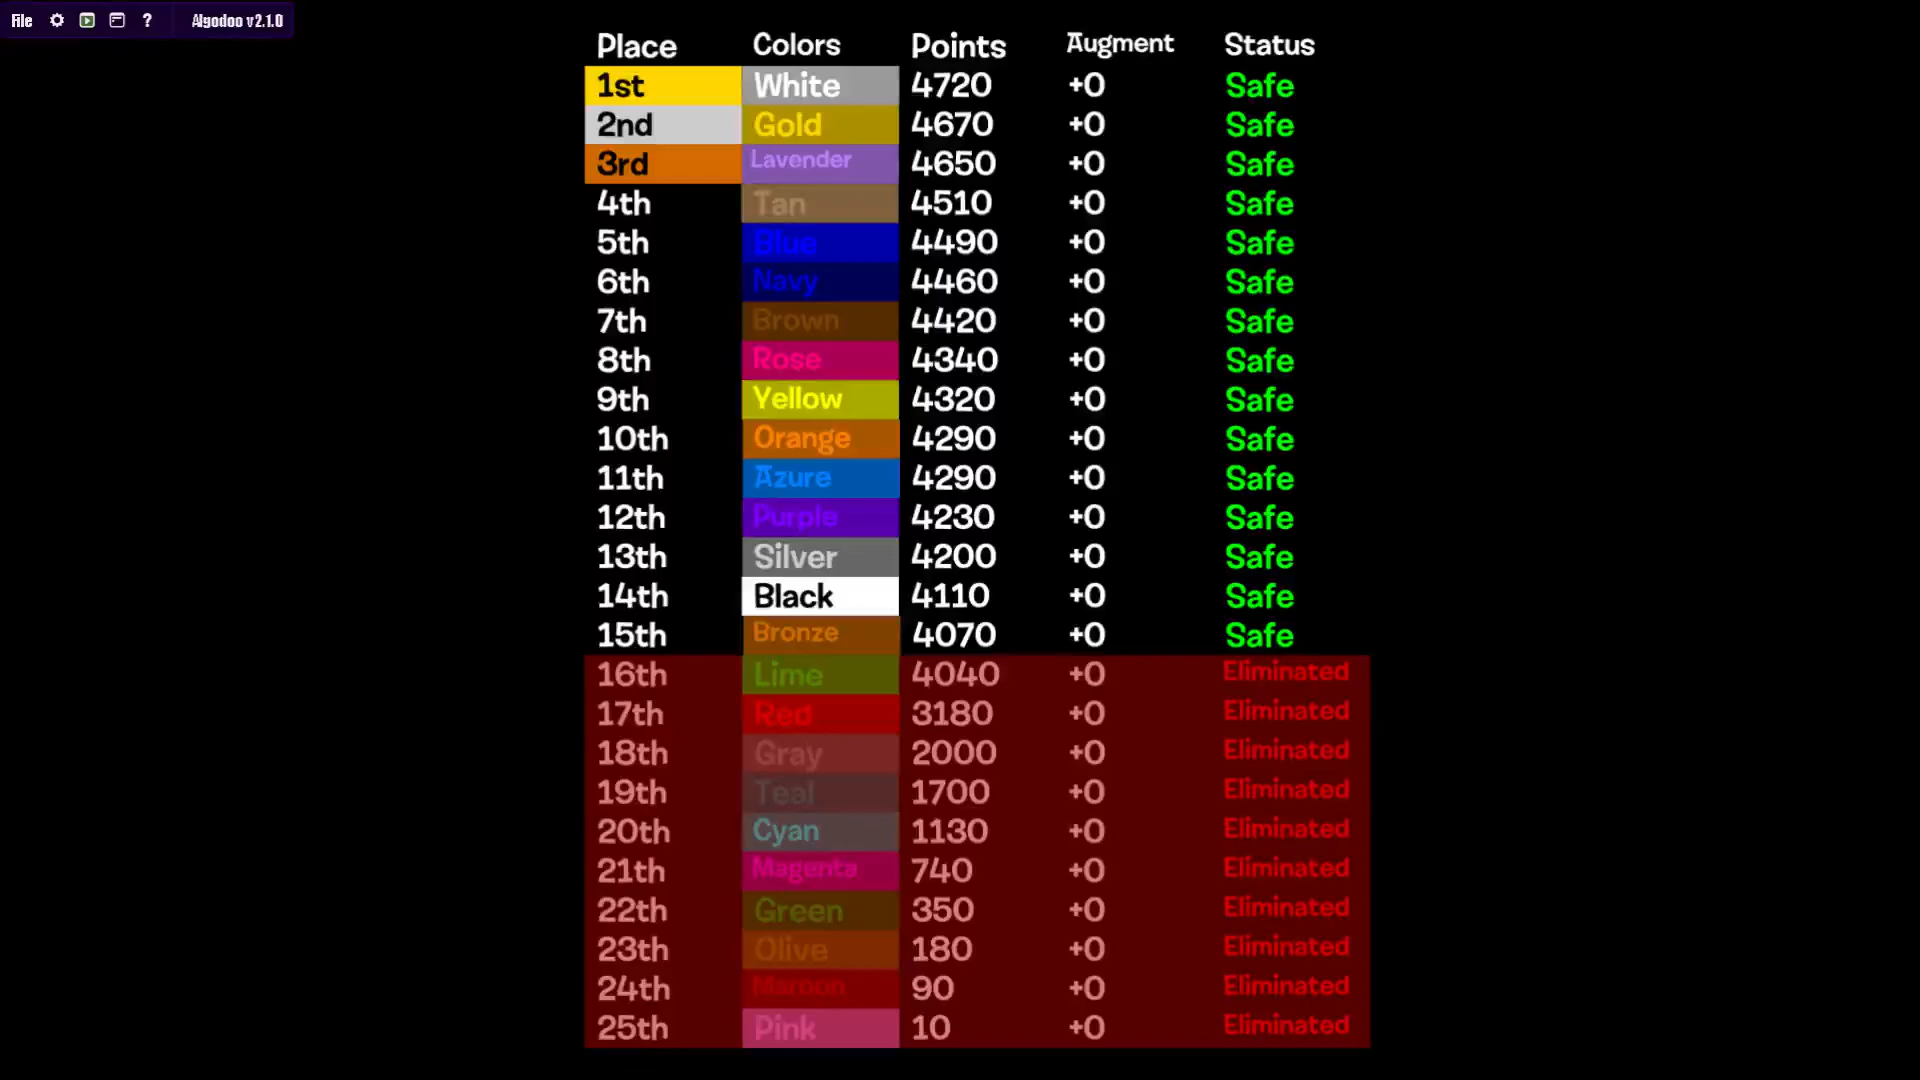 File ? Algodoo v2.1.0
Place Colors Points Augment Status
1st White 4720 +0 Safe
2nd Gold 4670 +0 Safe
3rd Lavender 4650 +0 Safe
4th Tan 4510 +0 Safe
5th Blue 4490 +0 Safe
6th Navy 4460 +0 Safe
7th Brown 4420 +0 Safe
8th Rose 4340 +0 Safe
9th Yellow 4320 +0 Safe
10th Orange 4290 +0 Safe
11th Azure 4290 +0 Safe
12th Purple 4230 +0 Safe
13th Silver 4200 +0 Safe
14th Black 4110 +0 Safe
15th Bronze 4070 +0 Safe
16th Lime 4040 +0 Eliminated
17th Red 3180 +0 Eliminated
18th Gray 2000 +0 Eliminated
19th Teal 1700 +0 Eliminated
20th Cyan 1130 +0 Eliminated
21th Magenta 740 +0 Eliminated
22th Green 350 +0 Eliminated
23th Olive 180 +0 Eliminated
24th Maroon 90 +0 Eliminated
25th Pink 10 +0 Eliminated